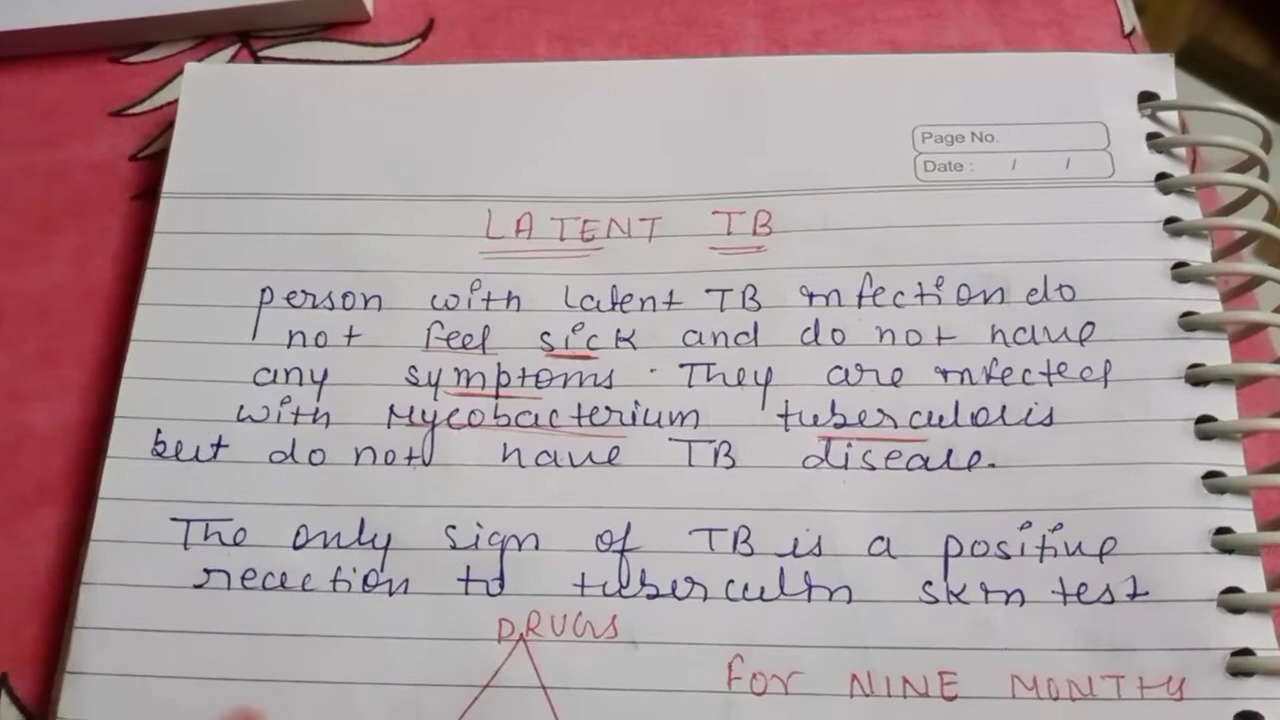 Page No.
Date : / /
LATENT TB
person with latent TB infection do
not feel sick and do not have
any symptoms. They are infected
with Mycobacterium tuberculosis
but do not have TB disease.
The only sign of TB is a positive
reaction to tuberculin skin test
DRUGS
FOR NINE MONTHS